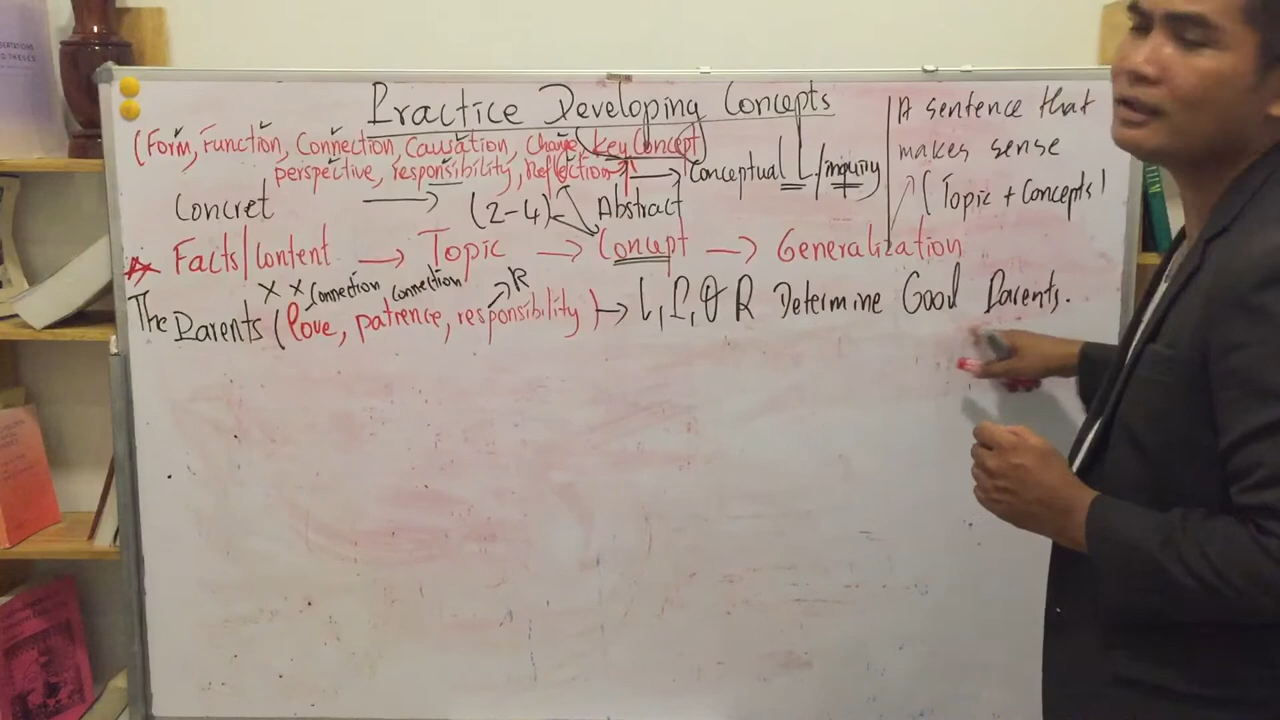 Practice Developing Concepts
(Form, Function, Connection, Causation, Change, Key Concept)
perspective, responsibility, Reflection → Conceptual L/inquiry
A sentence that
makes sense
(Topic + Concepts)
Concret → (2-4) Abstract
Facts/Content → Topic → Concept → Generalization
X X Connection Connection R
The Parents (love, patience, responsibility) → L, P, & R Determine Good Parents.